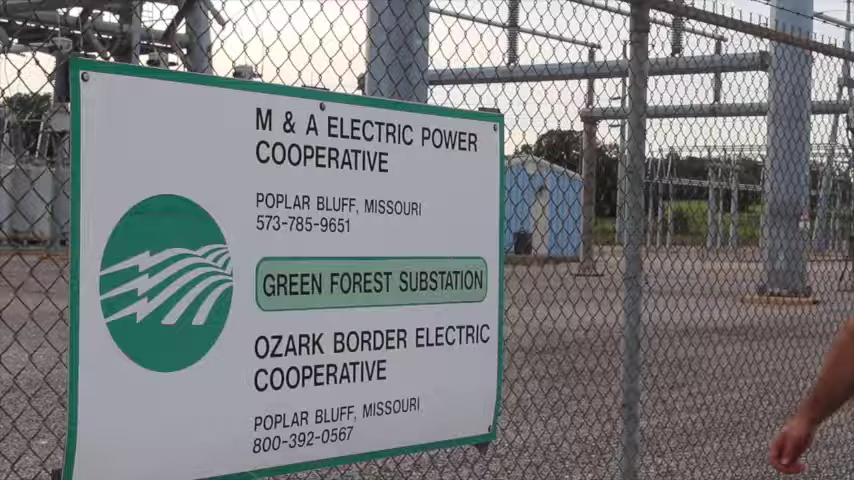 M & A ELECTRIC POWER
COOPERATIVE
POPLAR BLUFF, MISSOURI
573-785-9651
GREEN FOREST SUBSTATION
OZARK BORDER ELECTRIC
COOPERATIVE
POPLAR BLUFF, MISSOURI
800-392-0567